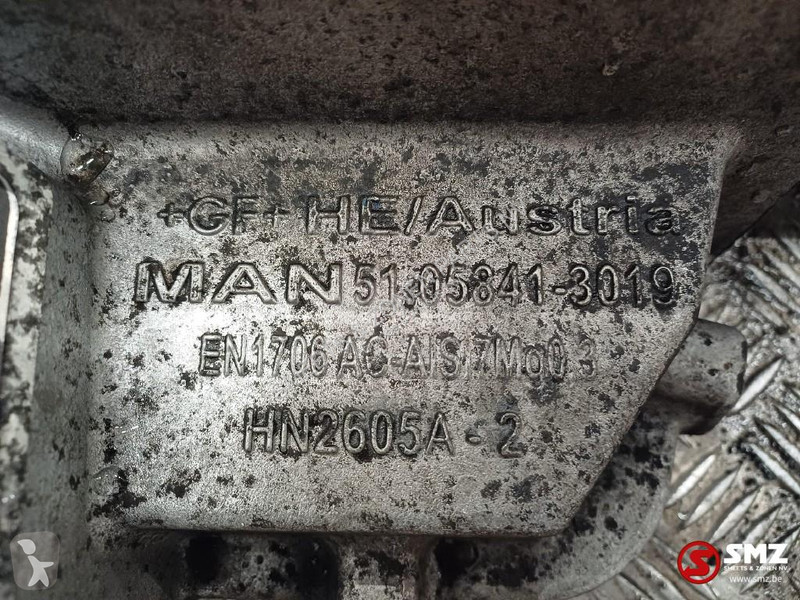 +GF+ HE/Austria
MAN 51.05841-3019
EN1706 AC-AlSi7Mg0.3
HN2605A - 2
SMZ
SMETS & ZONEN NV
www.smz.be